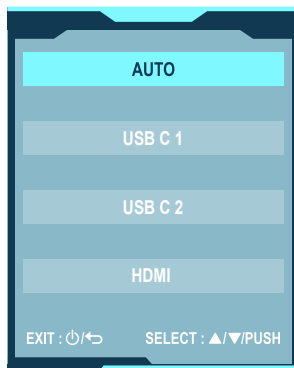 AUTO
USB C 1
USB C 2
HDMI
EXIT : ⏻/↩ SELECT : ▲/▼/PUSH